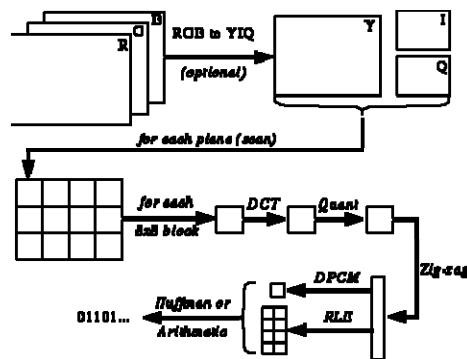 B
G
R
RGB to YIQ
(optional)
Y
I
Q
for each plane (scan)
for each
8x8 block
DCT
Quant
Zig-zag
DPCM
RLE
Huffman or
Arithmetic
01101...